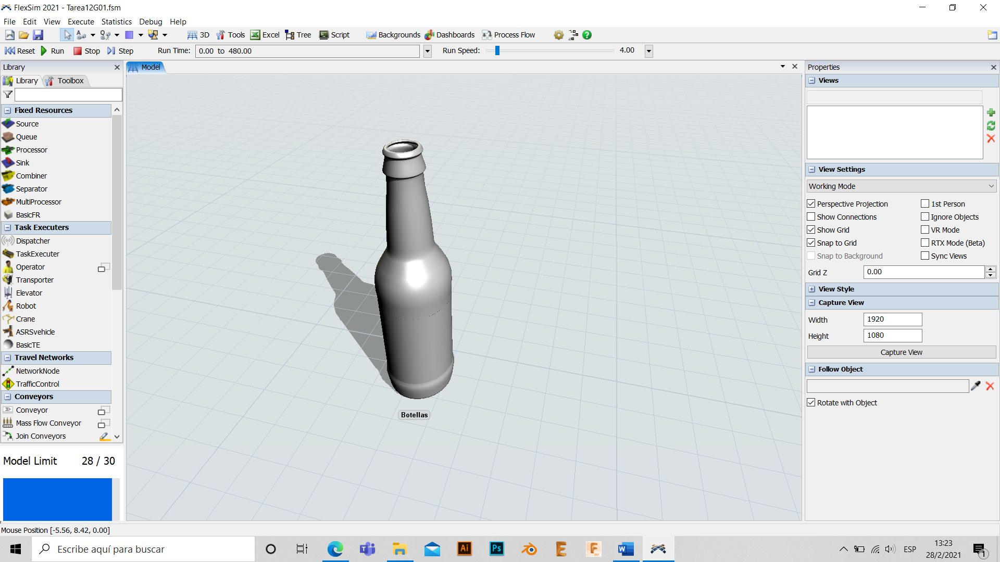 FlexSim 2021 - Tarea12G01.fsm
File Edit View Execute Statistics Debug Help
3D Tools Excel Tree Script Backgrounds Dashboards Process Flow
Reset Run Stop Step Run Time: 0.00 to 480.00 Run Speed: 4.00
Library
Library Toolbox
Fixed Resources
Source
Queue
Processor
Sink
Combiner
Separator
MultiProcessor
BasicFR
Task Executers
Dispatcher
TaskExecuter
Operator
Transporter
Elevator
Robot
Crane
ASRSvehicle
BasicTE
Travel Networks
NetworkNode
TrafficControl
Conveyors
Conveyor
Mass Flow Conveyor
Join Conveyors
Model Limit 28 / 30
Model
Botellas
Properties
Views
View Settings
Working Mode
Perspective Projection 1st Person
Show Connections Ignore Objects
Show Grid VR Mode
Snap to Grid RTX Mode (Beta)
Snap to Background Sync Views
Grid Z 0.00
View Style
Capture View
Width 1920
Height 1080
Capture View
Follow Object
Rotate with Object
Mouse Position [-5.56, 8.42, 0.00]
Escribe aquí para buscar
Ai
Ps
ESP
13:23
28/2/2021
1